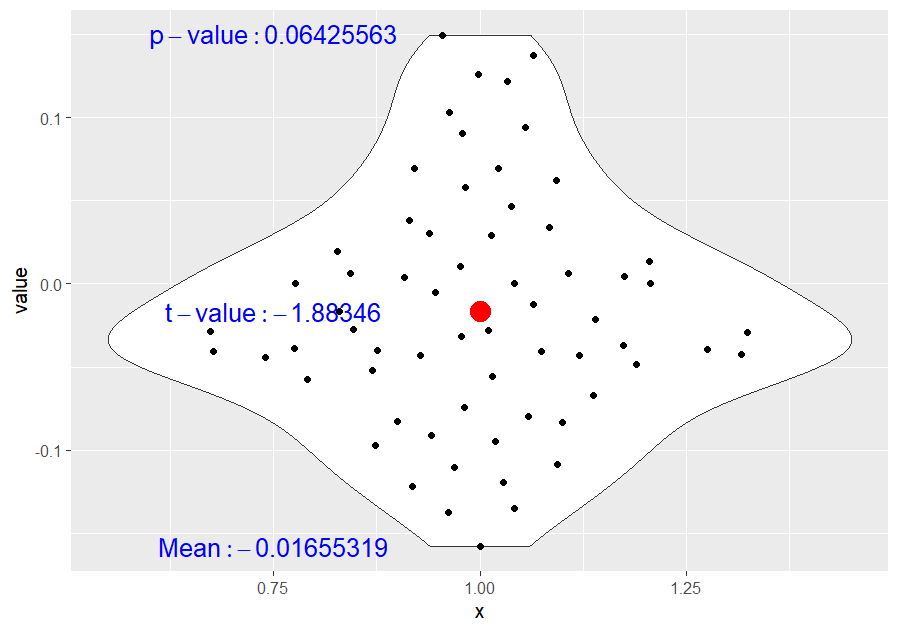 p − value : 0.06425563
0.1
0.0
value
t − value : − 1.88346
-0.1
Mean : − 0.01655319
0.75
1.00
1.25
x